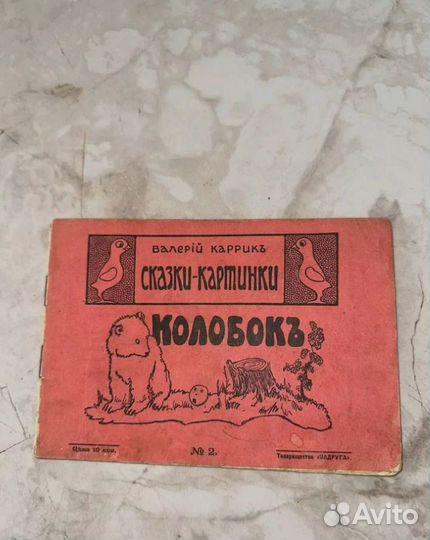 Валерій Каррикъ
Сказки-картинки
Колобокъ
Цѣна 10 коп.
№ 2.
Товарищество «ЗАДРУГА».
Avito